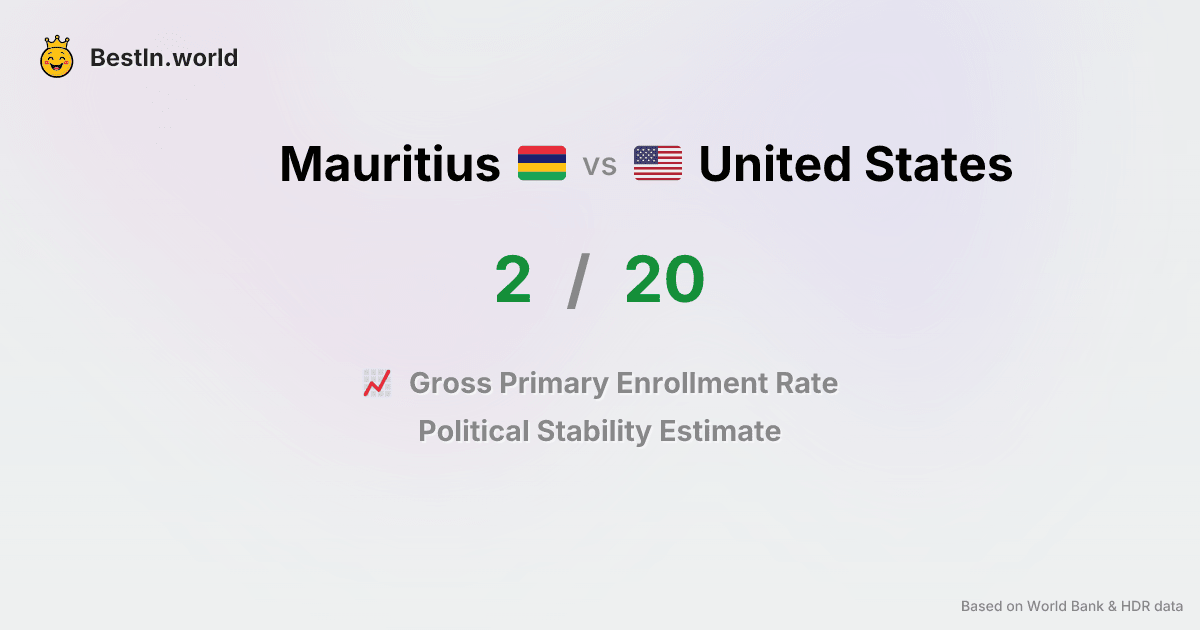 BestIn.world
Mauritius vs United States
2 / 20
Gross Primary Enrollment Rate
Political Stability Estimate
Based on World Bank & HDR data